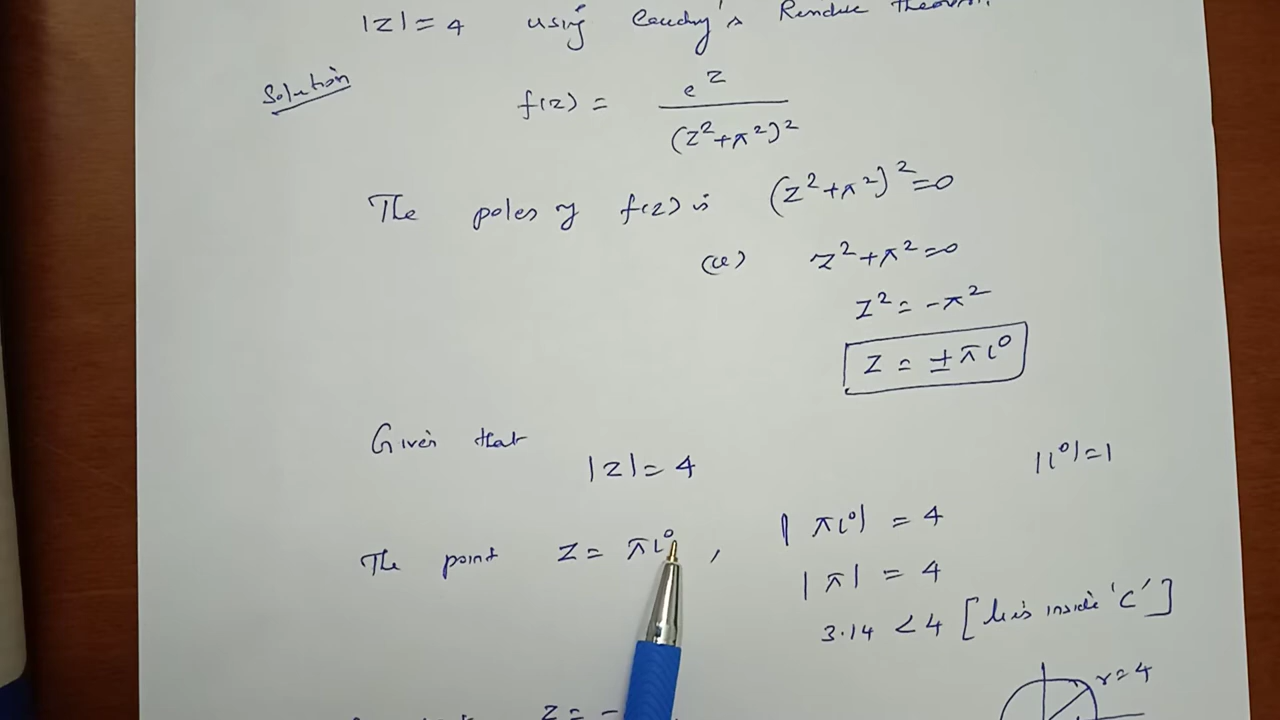 |z| = 4 using Cauchy's Residue theorem.
Solution
f(z) = e^z / (z²+π²)²
The poles of f(z) is (z²+π²)²=0
(ie) z²+π²=0
z² = -π²
z = ±πi
Given that
|z| = 4
|i|=1
The point z = πi, |πi| = 4
|π| = 4
3.14 < 4 [lies inside 'C']
r=4
z = -